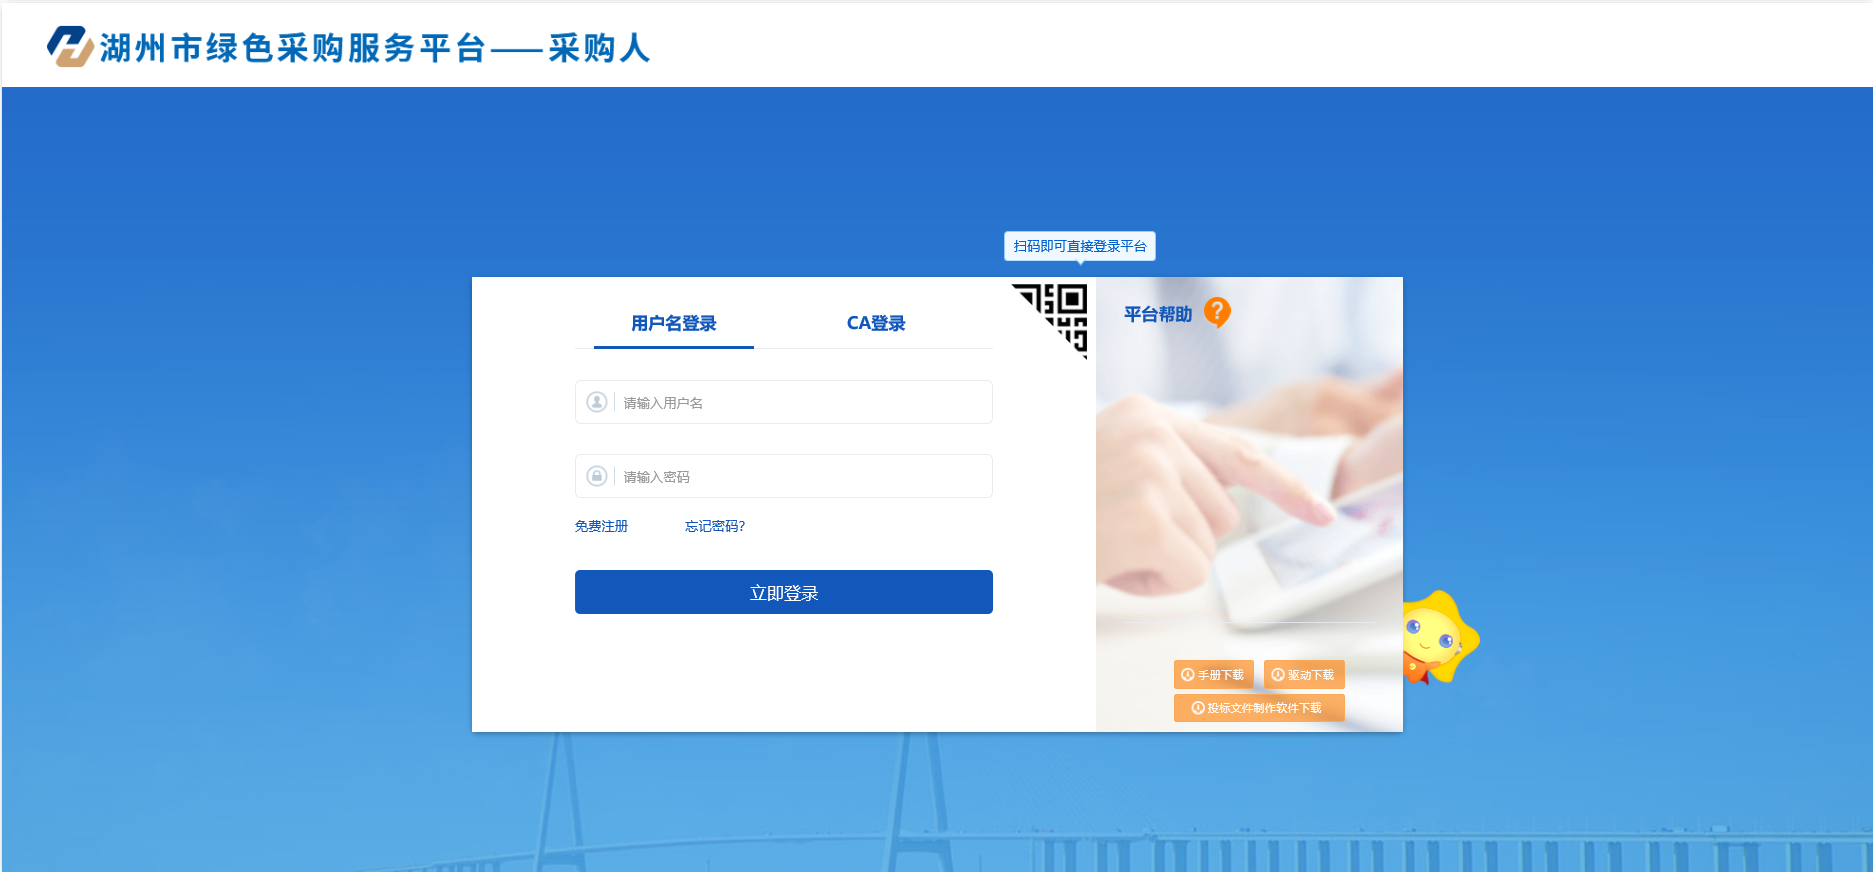 湖州市绿色采购服务平台——采购人
扫码即可直接登录平台
用户名登录
CA登录
平台帮助
请输入用户名
请输入密码
免费注册
忘记密码?
立即登录
手册下载
驱动下载
投标文件制作软件下载